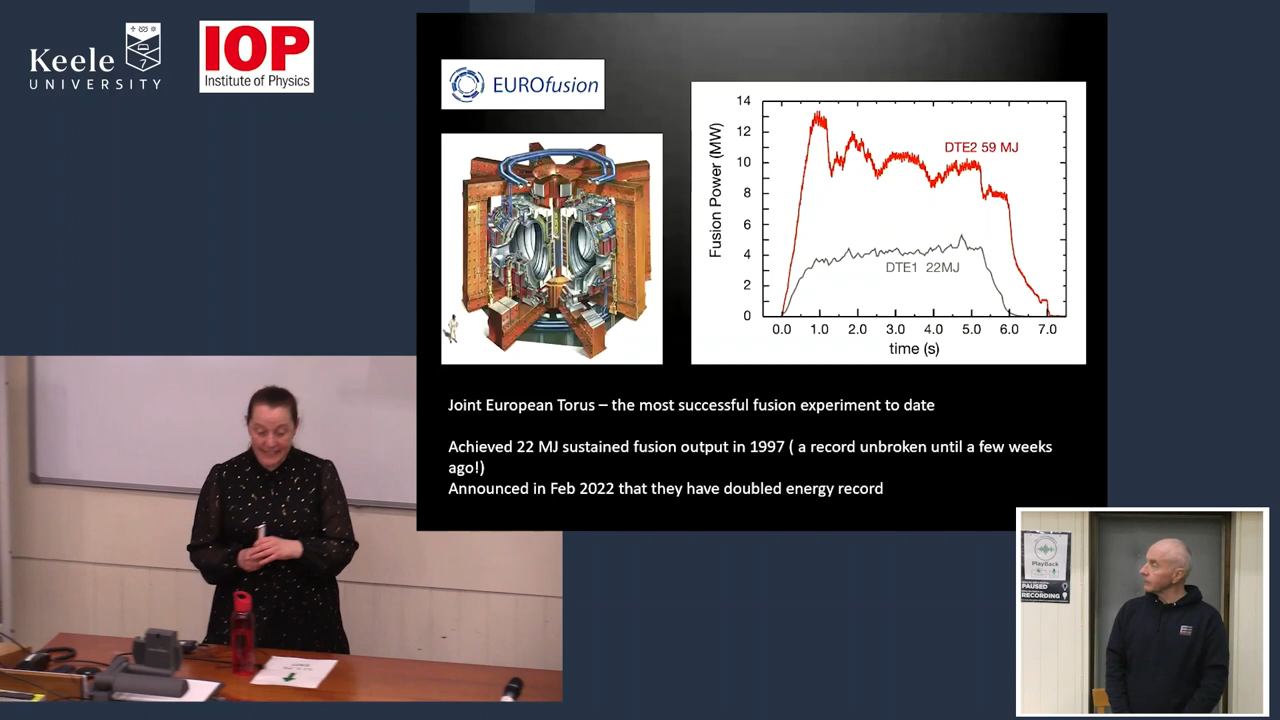 Keele
UNIVERSITY
IOP
Institute of Physics
EUROfusion
14
12
10
8
6
4
2
0
Fusion Power (MW)
DTE2 59 MJ
DTE1 22MJ
0.0 1.0 2.0 3.0 4.0 5.0 6.0 7.0
time (s)
Joint European Torus – the most successful fusion experiment to date
Achieved 22 MJ sustained fusion output in 1997 ( a record unbroken until a few weeks
ago!)
Announced in Feb 2022 that they have doubled energy record
PlayBack
PAUSED
RECORDING